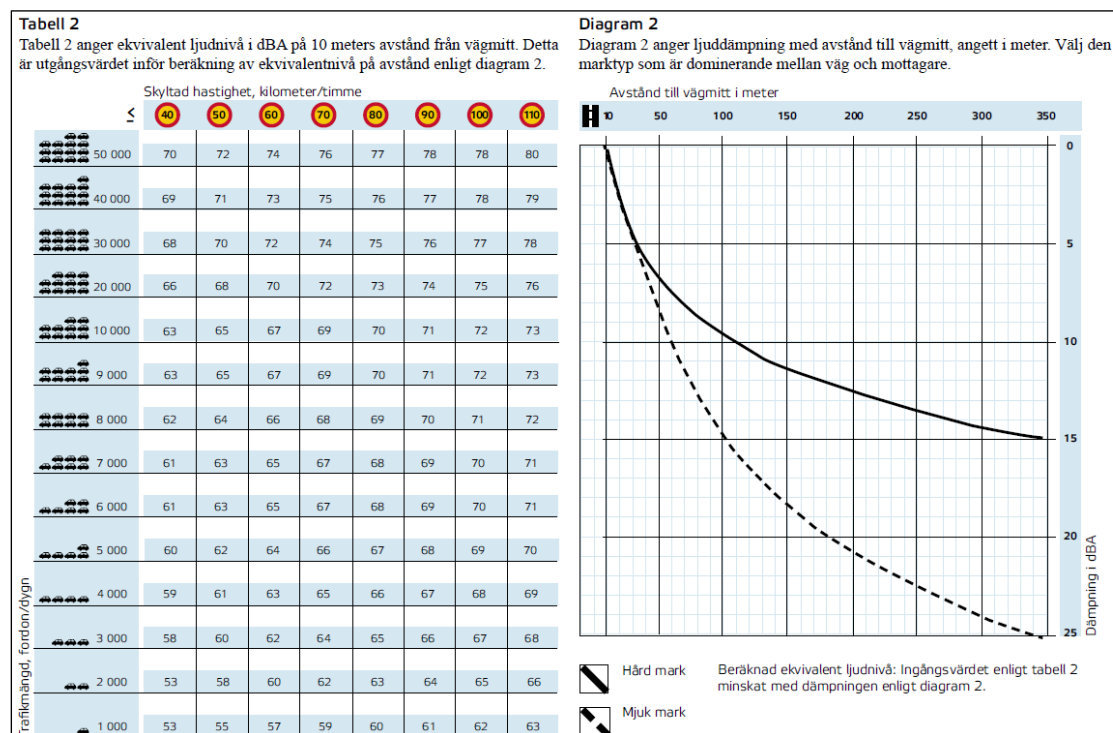 Tabell 2
Tabell 2 anger ekvivalent ljudnivå i dBA på 10 meters avstånd från vägmitt. Detta
är utgångsvärdet inför beräkning av ekvivalentnivå på avstånd enligt diagram 2.
Skyltad hastighet, kilometer/timme
≤ 40 50 60 70 80 90 100 110
50 000 70 72 74 76 77 78 78 80
40 000 69 71 73 75 76 77 78 79
30 000 68 70 72 74 75 76 77 78
20 000 66 68 70 72 73 74 75 76
10 000 63 65 67 69 70 71 72 73
9 000 63 65 67 69 70 71 72 73
8 000 62 64 66 68 69 70 71 72
7 000 61 63 65 67 68 69 70 71
6 000 61 63 65 67 68 69 70 71
5 000 60 62 64 66 67 68 69 70
4 000 59 61 63 65 66 67 68 69
3 000 58 60 62 64 65 66 67 68
2 000 53 58 60 62 63 64 65 66
1 000 53 55 57 59 60 61 62 63
Trafikmängd, fordon/dygn
Diagram 2
Diagram 2 anger ljuddämpning med avstånd till vägmitt, angett i meter. Välj den
marktyp som är dominerande mellan väg och mottagare.
Avstånd till vägmitt i meter
10 50 100 150 200 250 300 350
0
5
10
15
20
25
Dämpning i dBA
Hård mark
Beräknad ekvivalent ljudnivå: Ingångsvärdet enligt tabell 2
minskat med dämpningen enligt diagram 2.
Mjuk mark